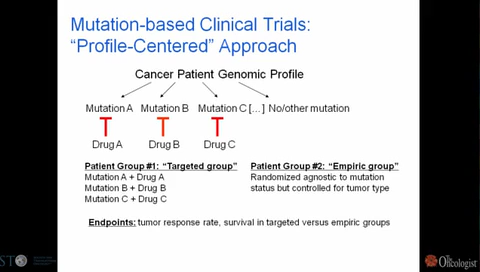 Mutation-based Clinical Trials:
“Profile-Centered” Approach
Cancer Patient Genomic Profile
Mutation A Mutation B Mutation C [...] No/other mutation
Drug A Drug B Drug C
Patient Group #1: “Targeted group”
Mutation A + Drug A
Mutation B + Drug B
Mutation C + Drug C
Patient Group #2: “Empiric group”
Randomized agnostic to mutation
status but controlled for tumor type
Endpoints: tumor response rate, survival in targeted versus empiric groups
STO
The Oncologist